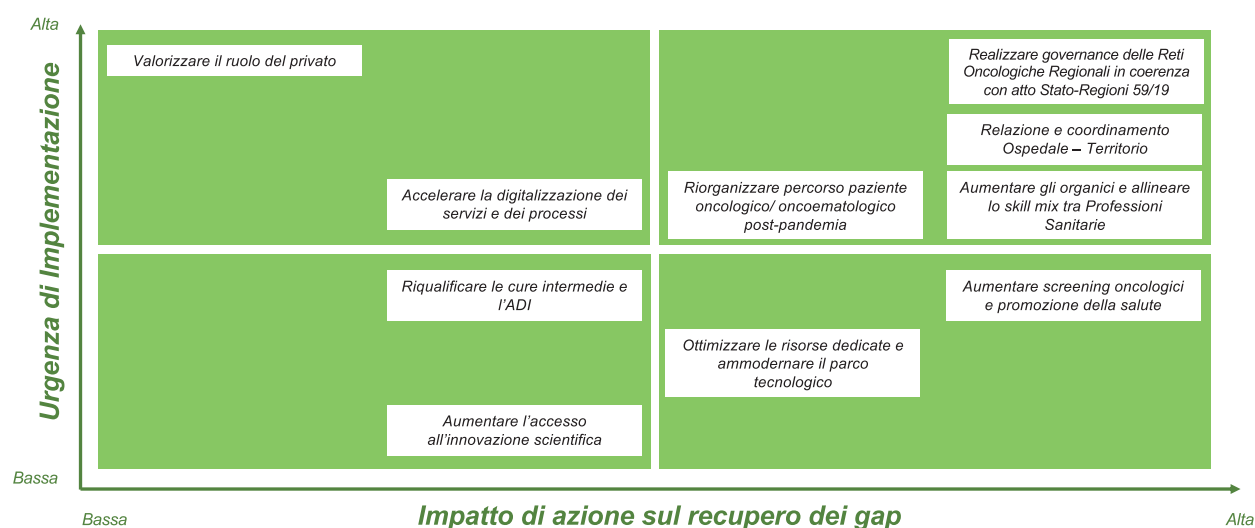 Alta
Urgenza di Implementazione
Valorizzare il ruolo del privato
Accelerare la digitalizzazione dei
servizi e dei processi
Realizzare governance delle Reti
Oncologiche Regionali in coerenza
con atto Stato-Regioni 59/19
Relazione e coordinamento
Ospedale – Territorio
Riorganizzare percorso paziente
oncologico/ oncoematologico
post-pandemia
Aumentare gli organici e allineare
lo skill mix tra Professioni
Sanitarie
Riqualificare le cure intermedie e
l’ADI
Aumentare l’accesso
all’innovazione scientifica
Aumentare screening oncologici
e promozione della salute
Ottimizzare le risorse dedicate e
ammodernare il parco
tecnologico
Bassa
Bassa
Impatto di azione sul recupero dei gap
Alta